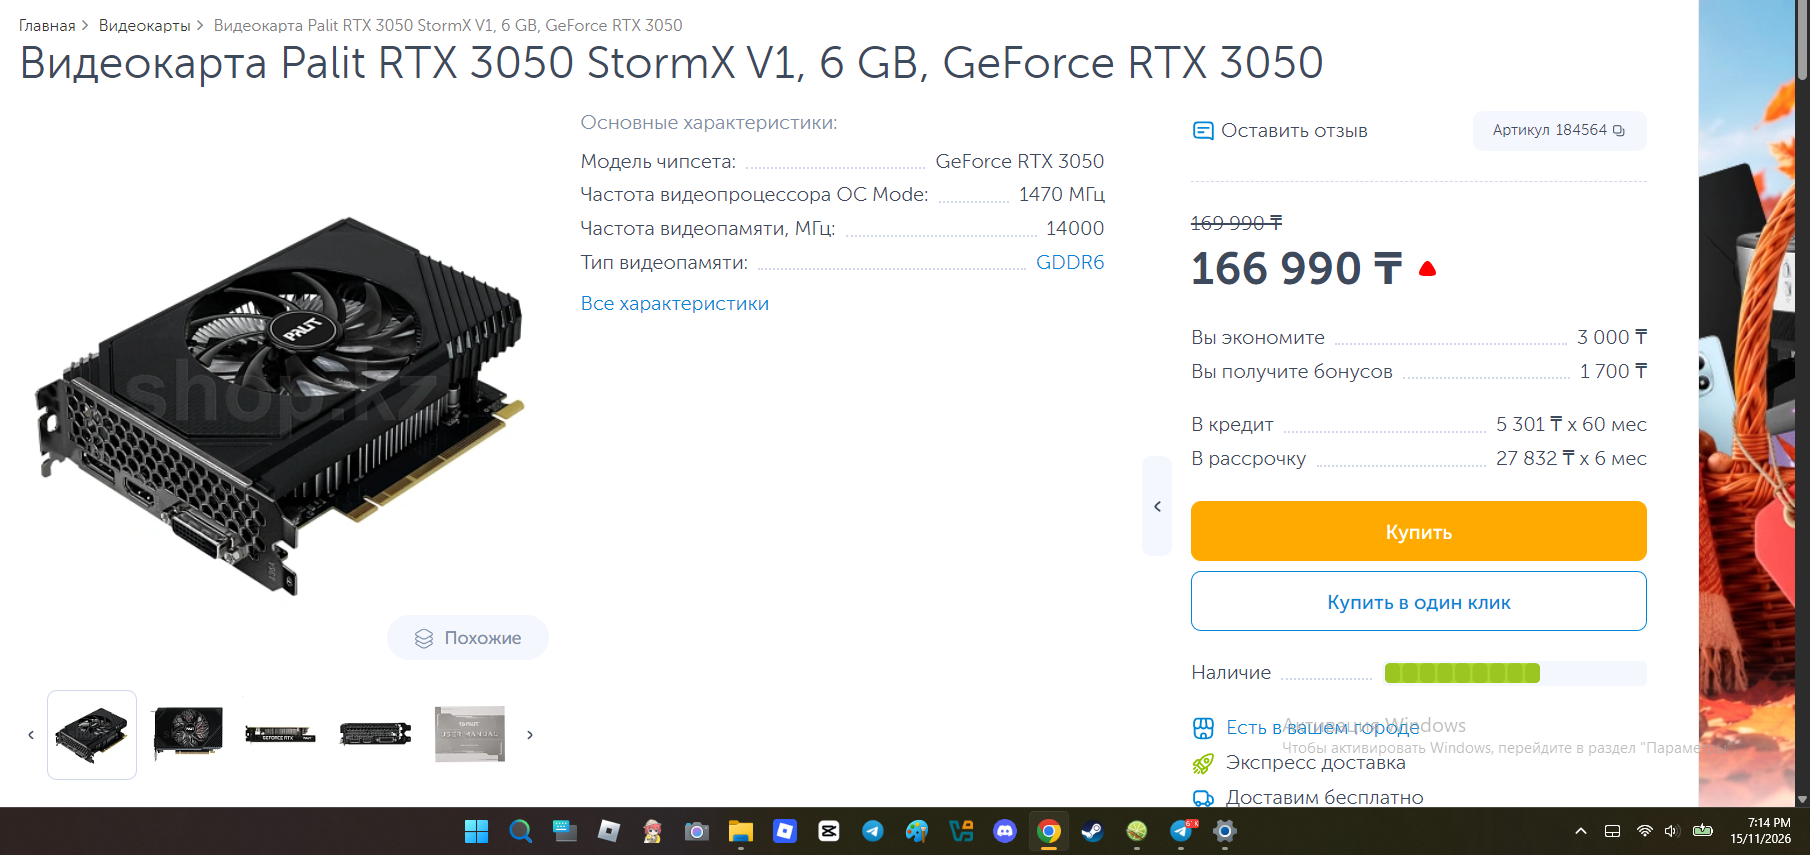 Главная > Видеокарты > Видеокарта Palit RTX 3050 StormX V1, 6 GB, GeForce RTX 3050
Видеокарта Palit RTX 3050 StormX V1, 6 GB, GeForce RTX 3050
Основные характеристики:
Модель чипсета: GeForce RTX 3050
Частота видеопроцессора OC Mode: 1470 МГц
Частота видеопамяти, МГц: 14000
Тип видеопамяти: GDDR6
Все характеристики
PALIT
shop.kz
Похожие
GEFORCE RTX
PALIT
USER MANUAL
Оставить отзыв
Артикул 184564
169 990 ₸
166 990 ₸
Вы экономите 3 000 ₸
Вы получите бонусов 1 700 ₸
В кредит 5 301 ₸ x 60 мес
В рассрочку 27 832 ₸ x 6 мес
Купить
Купить в один клик
Наличие
Есть в вашем городе
Экспресс доставка
Доставим бесплатно
Активация Windows
Чтобы активировать Windows, перейдите в раздел "Параме
7:14 PM
15/11/2026